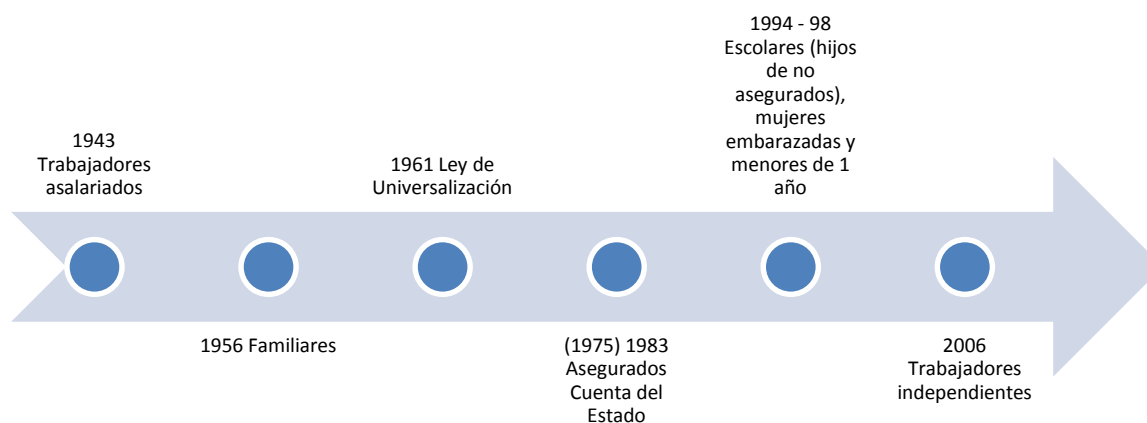 1943
Trabajadores
asalariados
1956 Familiares
1961 Ley de
Universalización
(1975) 1983
Asegurados
Cuenta del
Estado
1994 - 98
Escolares (hijos
de no
asegurados),
mujeres
embarazadas y
menores de 1
año
2006
Trabajadores
independientes